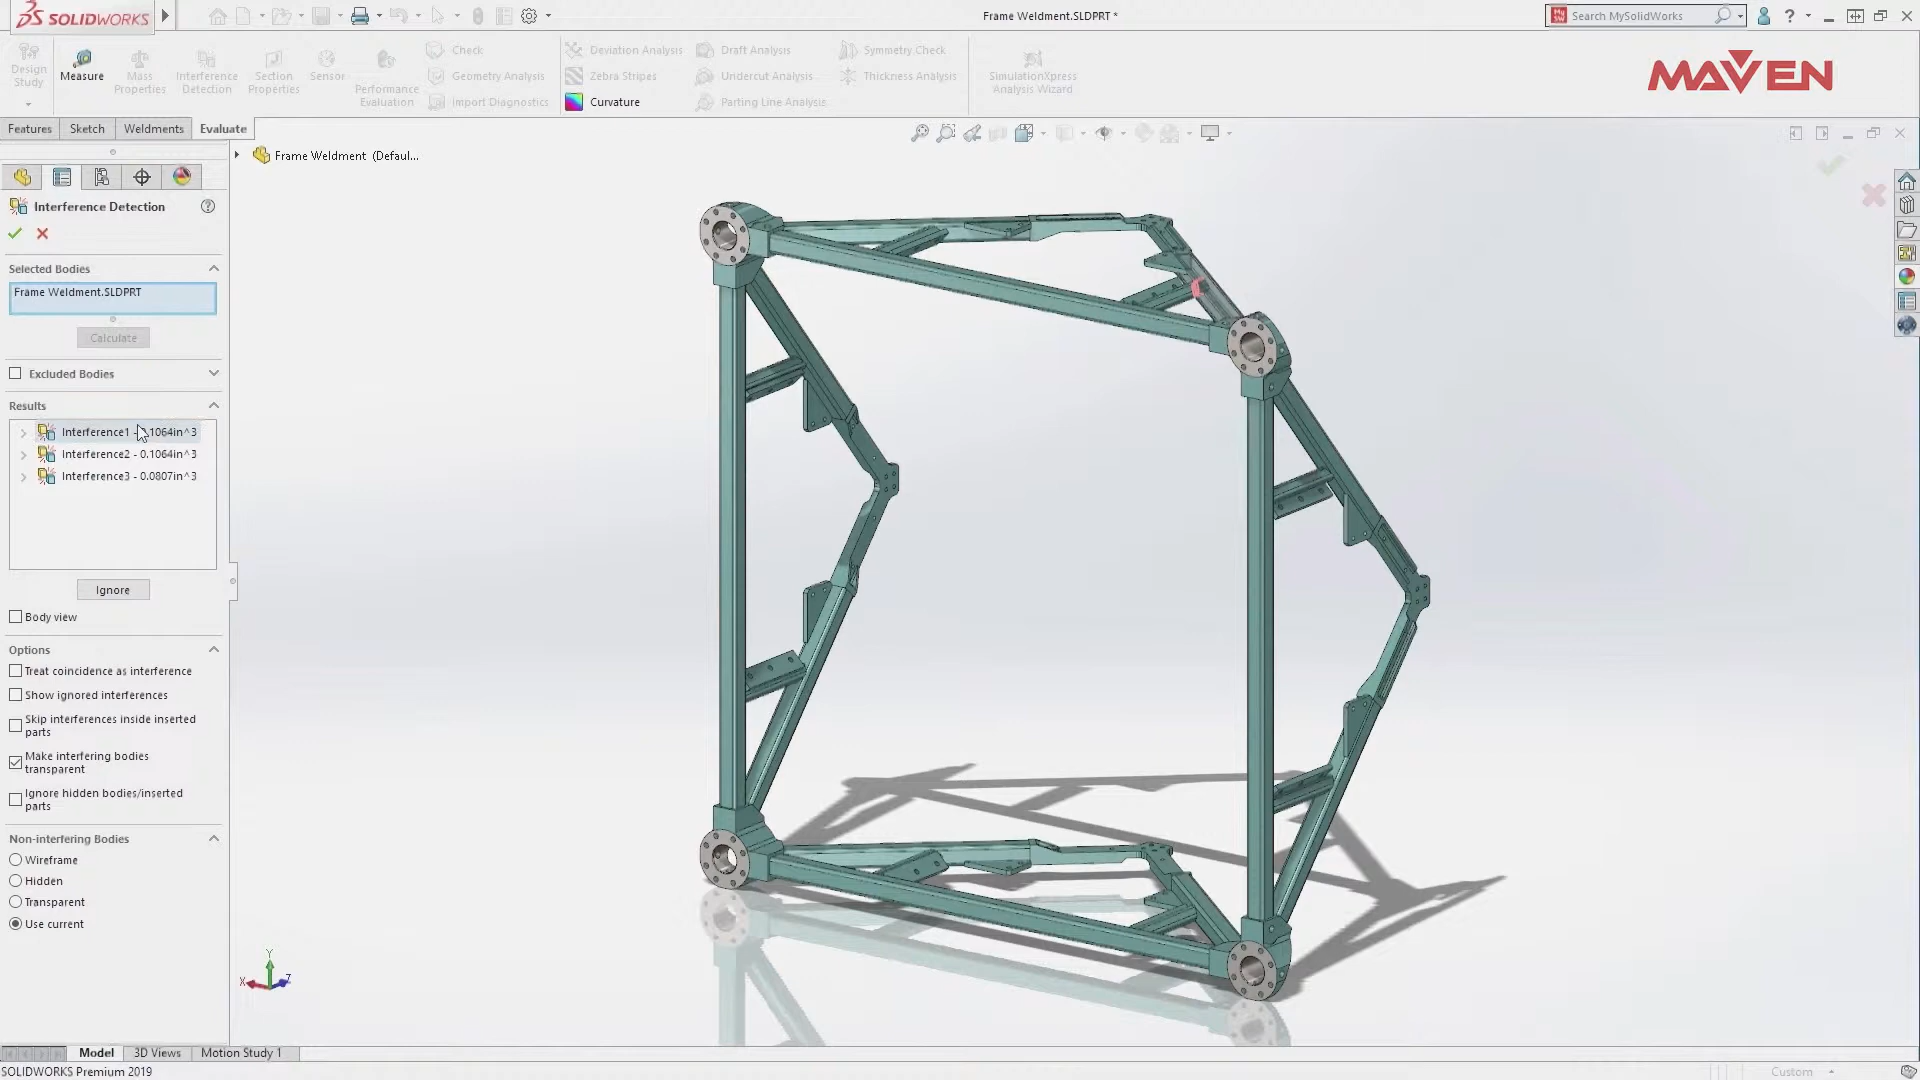 SOLIDWORKS
Frame Weldment.SLDPRT *
Search MySolidWorks
Design Study
Measure
Mass Properties
Interference Detection
Section Properties
Sensor
Performance Evaluation
Check
Geometry Analysis
Import Diagnostics
Deviation Analysis
Zebra Stripes
Curvature
Draft Analysis
Undercut Analysis
Parting Line Analysis
Symmetry Check
Thickness Analysis
SimulationXpress Analysis Wizard
MAVEN
Features
Sketch
Weldments
Evaluate
Frame Weldment (Defaul...
Interference Detection
Selected Bodies
Frame Weldment.SLDPRT
Calculate
Excluded Bodies
Results
Interference1 - 0.1064in^3
Interference2 - 0.1064in^3
Interference3 - 0.0807in^3
Ignore
Body view
Options
Treat coincidence as interference
Show ignored interferences
Skip interferences inside inserted
parts
Make interfering bodies
transparent
Ignore hidden bodies/inserted
parts
Non-interfering Bodies
Wireframe
Hidden
Transparent
Use current
Y
X
Z
Model
3D Views
Motion Study 1
SOLIDWORKS Premium 2019
Custom